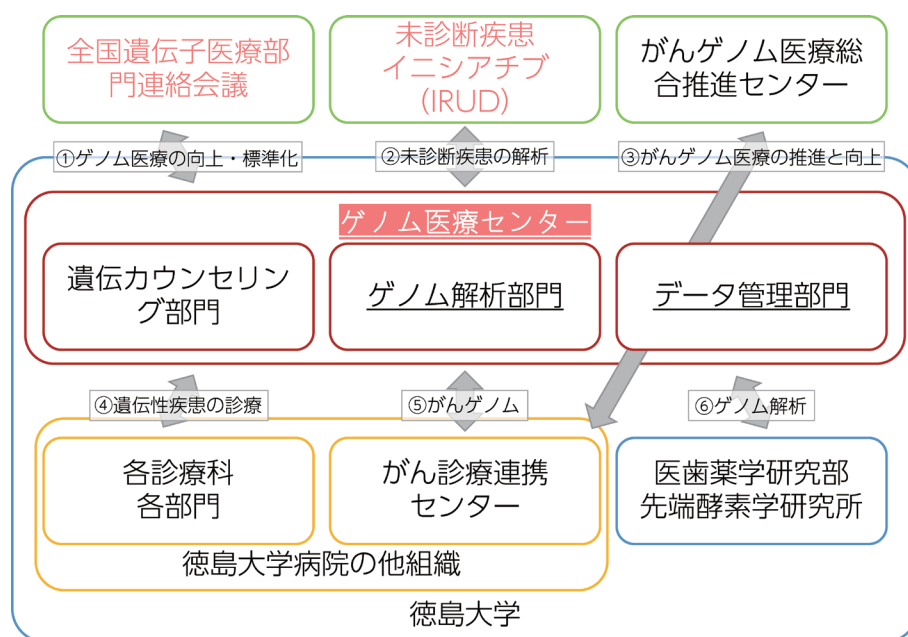 全国遺伝子医療部
門連絡会議
未診断疾患
イニシアチブ
(IRUD)
がんゲノム医療総
合推進センター
①ゲノム医療の向上・標準化
②未診断疾患の解析
③がんゲノム医療の推進と向上
ゲノム医療センター
遺伝カウンセリン
グ部門
ゲノム解析部門
データ管理部門
④遺伝性疾患の診療
⑤がんゲノム
⑥ゲノム解析
各診療科
各部門
がん診療連携
センター
医歯薬学研究部
先端酵素学研究所
徳島大学病院の他組織
徳島大学